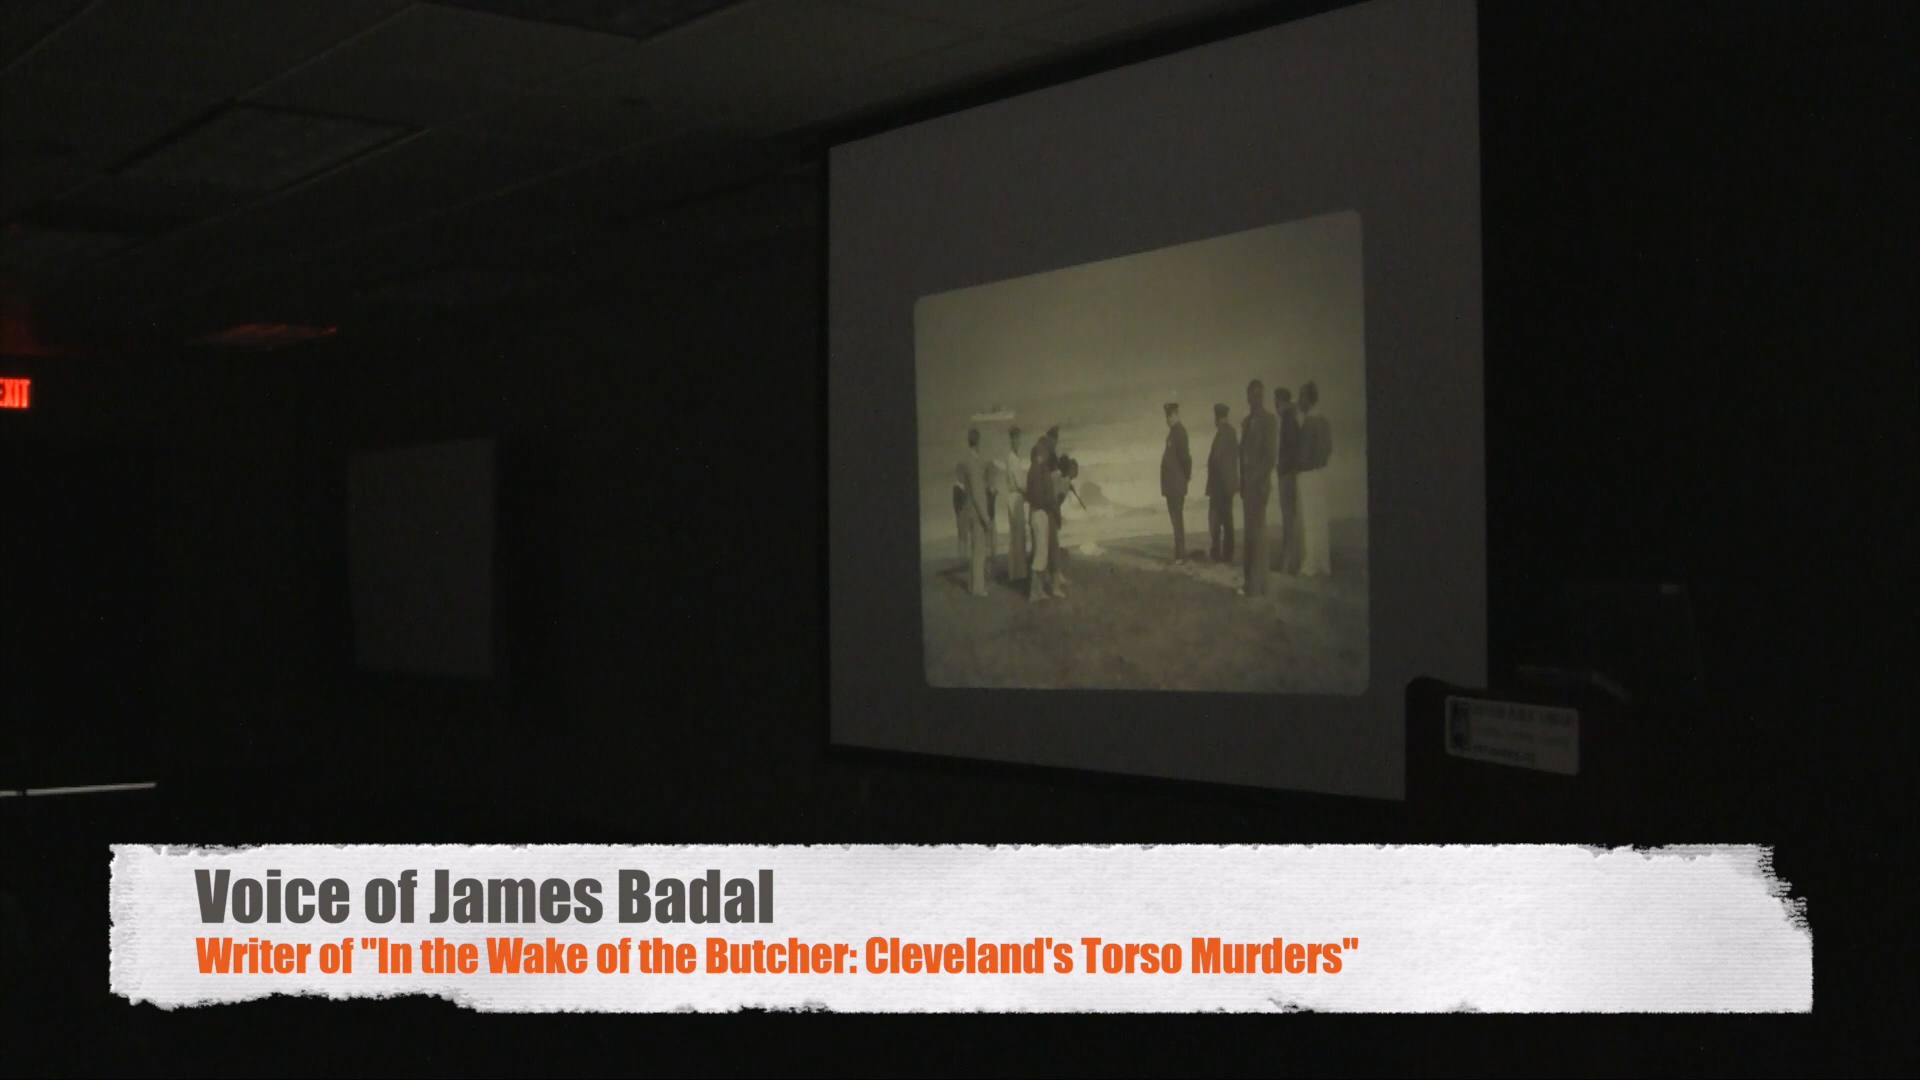 EXIT
Voice of James Badal
Writer of "In the Wake of the Butcher: Cleveland's Torso Murders"